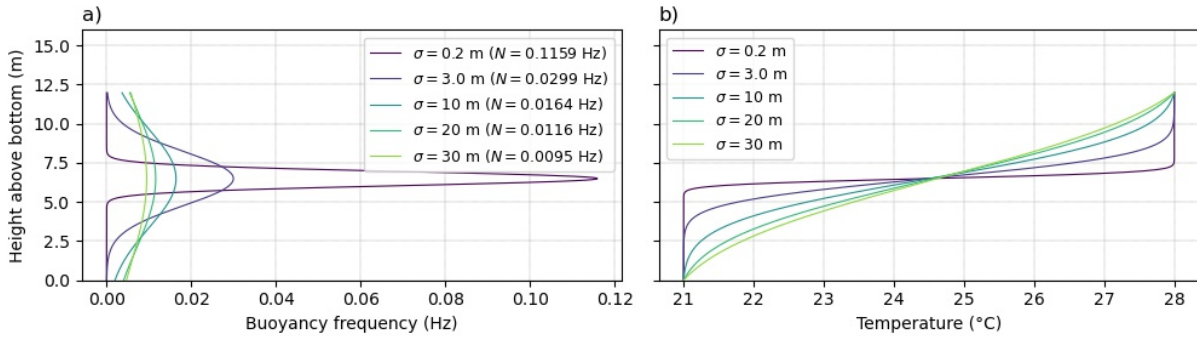 a)
Height above bottom (m)
15.0
12.5
10.0
7.5
5.0
2.5
0.0
σ = 0.2 m (N = 0.1159 Hz)
σ = 3.0 m (N = 0.0299 Hz)
σ = 10 m (N = 0.0164 Hz)
σ = 20 m (N = 0.0116 Hz)
σ = 30 m (N = 0.0095 Hz)
0.00 0.02 0.04 0.06 0.08 0.10 0.12
Buoyancy frequency (Hz)
b)
σ = 0.2 m
σ = 3.0 m
σ = 10 m
σ = 20 m
σ = 30 m
21 22 23 24 25 26 27 28
Temperature (°C)